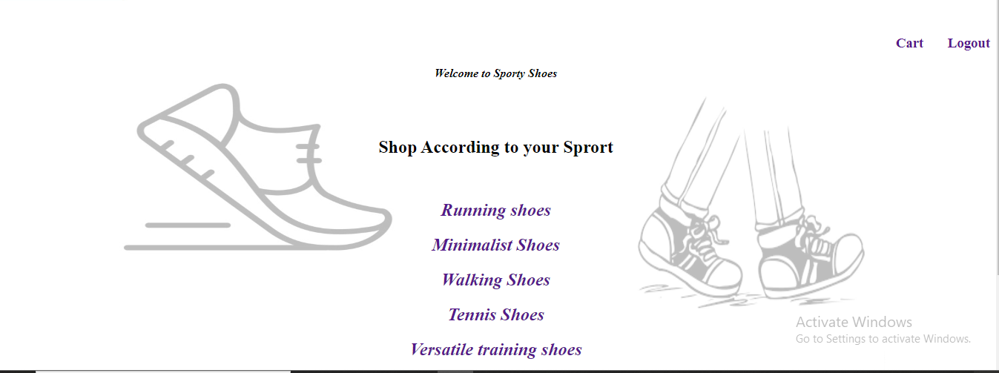 Cart Logout
Welcome to Sporty Shoes
Shop According to your Sprort
Running shoes
Minimalist Shoes
Walking Shoes
Tennis Shoes
Versatile training shoes
Activate Windows
Go to Settings to activate Windows.